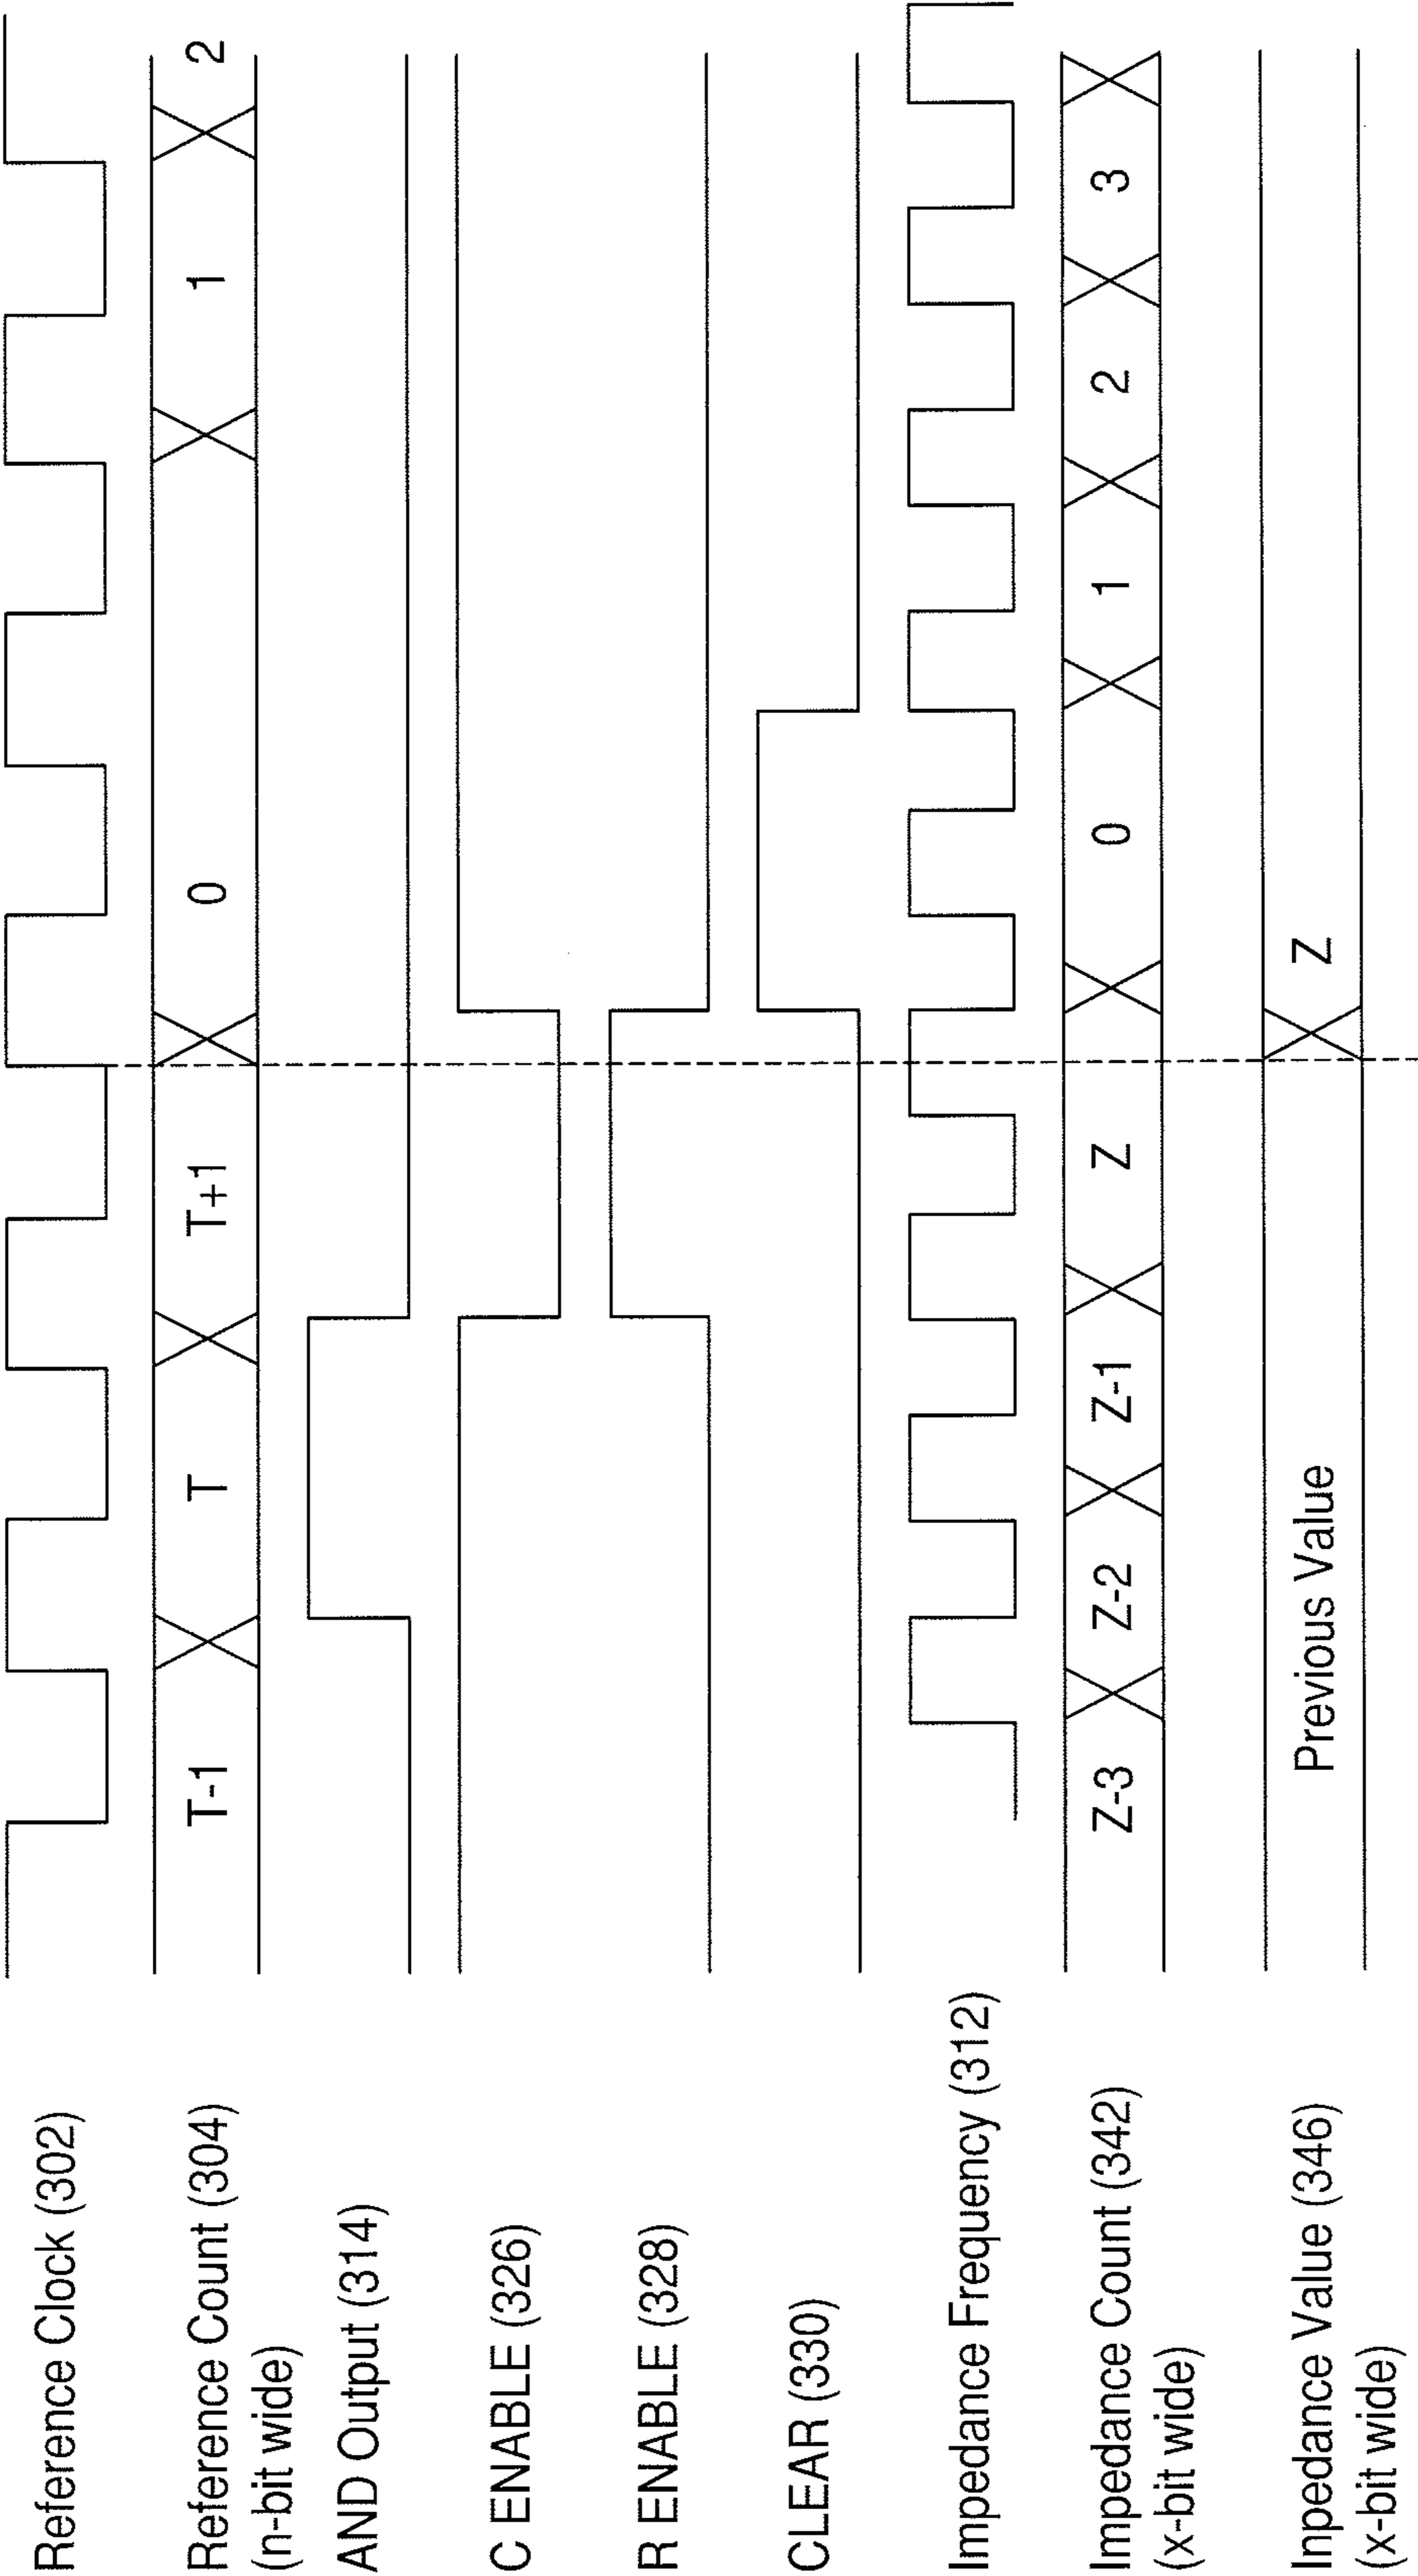 Reference Clock (302)
Reference Count (304)
(n-bit wide)
T-1 T T+1 0 1 2
AND Output (314)
C ENABLE (326)
R ENABLE (328)
CLEAR (330)
Impedance Frequency (312)
Impedance Count (342)
(x-bit wide)
Z-3 Z-2 Z-1 Z 0 1 2 3
Inpedance Value (346)
(x-bit wide)
Previous Value Z